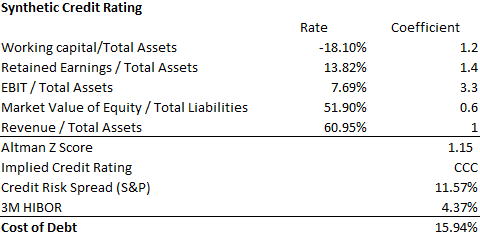 Synthetic Credit Rating
Rate Coefficient
Working capital/Total Assets -18.10% 1.2
Retained Earnings / Total Assets 13.82% 1.4
EBIT / Total Assets 7.69% 3.3
Market Value of Equity / Total Liabilities 51.90% 0.6
Revenue / Total Assets 60.95% 1
Altman Z Score 1.15
Implied Credit Rating CCC
Credit Risk Spread (S&P) 11.57%
3M HIBOR 4.37%
Cost of Debt 15.94%